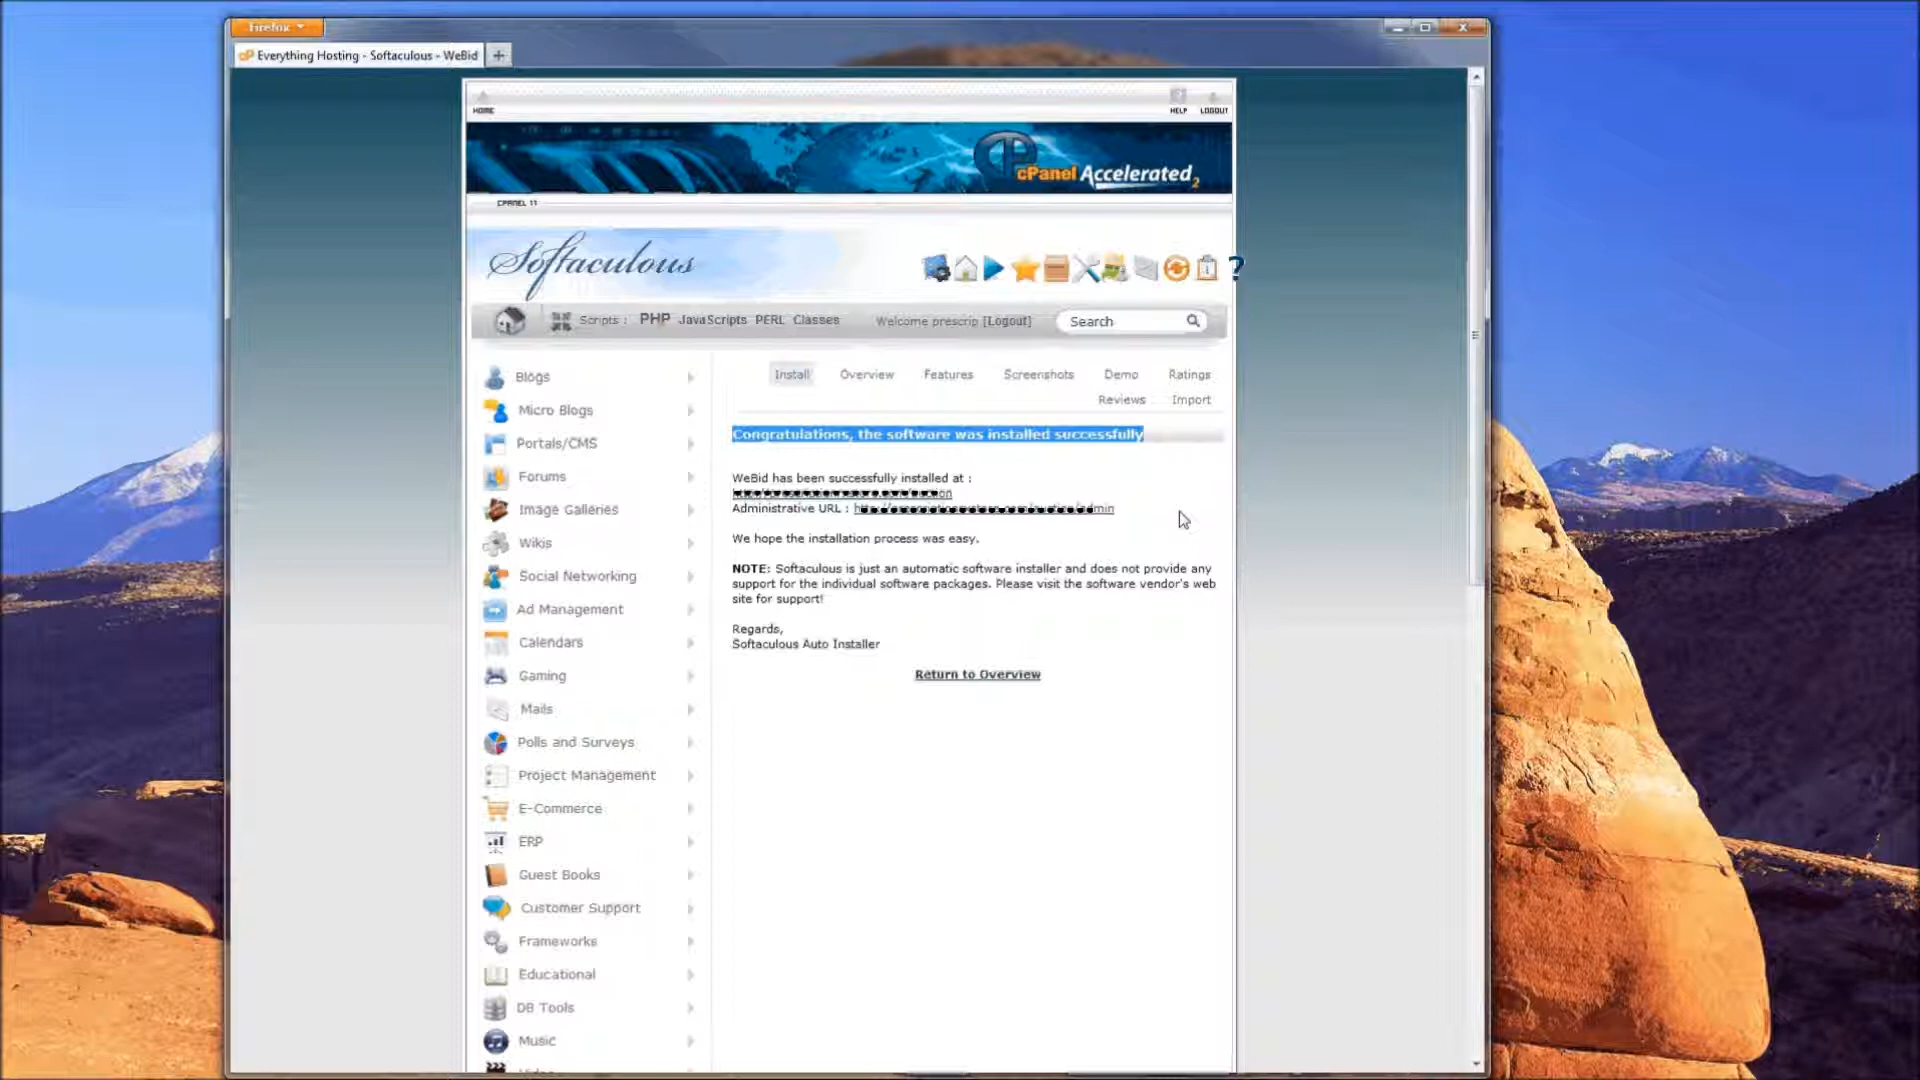 Firefox
Everything Hosting - Softaculous - WeBid
HOME
HELP
LOGOUT
cPanel Accelerated2
CPANEL 11
Softaculous
?
Scripts : PHP JavaScripts PERL Classes
Welcome prescrip [Logout]
Search
Install
Overview
Features
Screenshots
Demo
Ratings
Reviews
Import
Blogs
Micro Blogs
Portals/CMS
Forums
Image Galleries
Wikis
Social Networking
Ad Management
Calendars
Gaming
Mails
Polls and Surveys
Project Management
E-Commerce
ERP
Guest Books
Customer Support
Frameworks
Educational
DB Tools
Music
Congratulations, the software was installed successfully
WeBid has been successfully installed at :
Administrative URL :
We hope the installation process was easy.
NOTE: Softaculous is just an automatic software installer and does not provide any
support for the individual software packages. Please visit the software vendor's web
site for support!
Regards,
Softaculous Auto Installer
Return to Overview